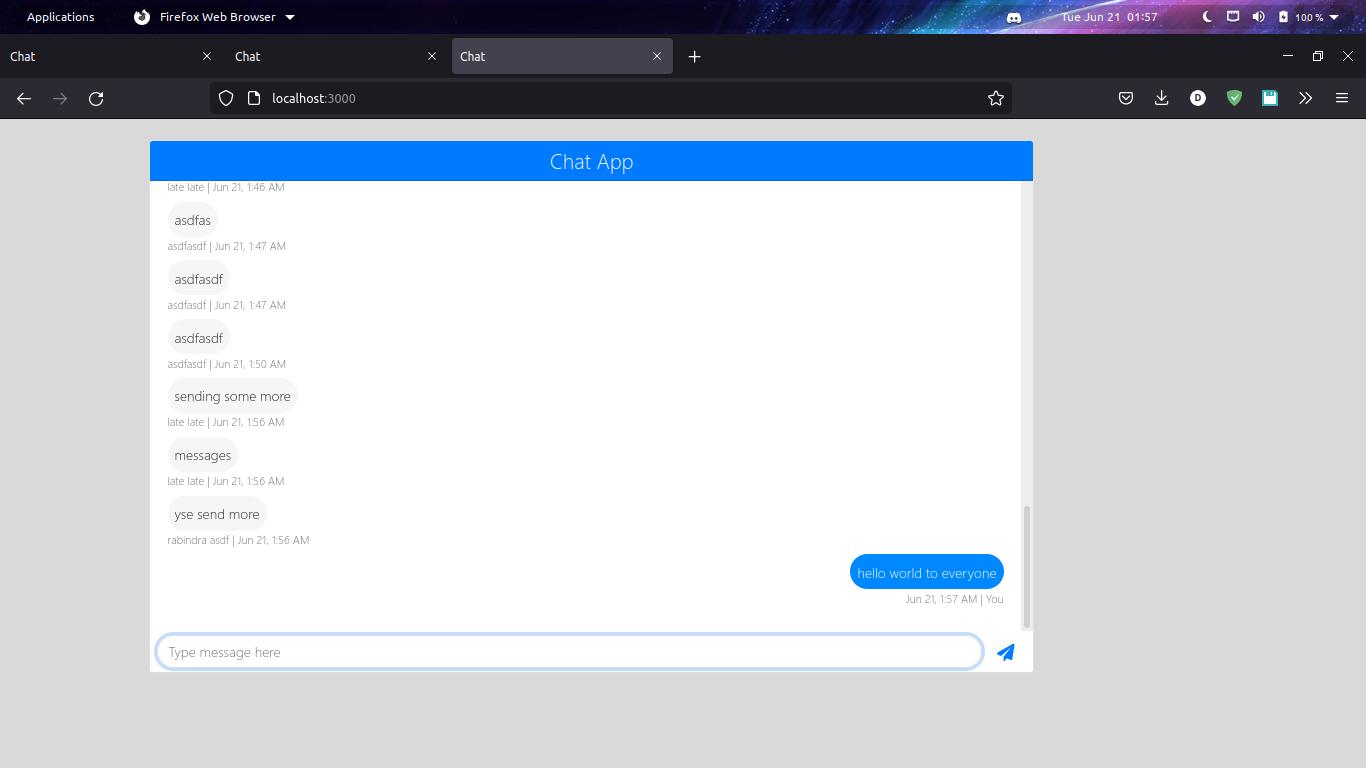 Applications Firefox Web Browser Tue Jun 21 01:57 100 %
Chat Chat Chat
localhost:3000
Chat App
late late | Jun 21, 1:46 AM
asdfas
asdfasdf | Jun 21, 1:47 AM
asdfasdf
asdfasdf | Jun 21, 1:47 AM
asdfasdf
asdfasdf | Jun 21, 1:50 AM
sending some more
late late | Jun 21, 1:56 AM
messages
late late | Jun 21, 1:56 AM
yse send more
rabindra asdf | Jun 21, 1:56 AM
hello world to everyone
Jun 21, 1:57 AM | You
Type message here